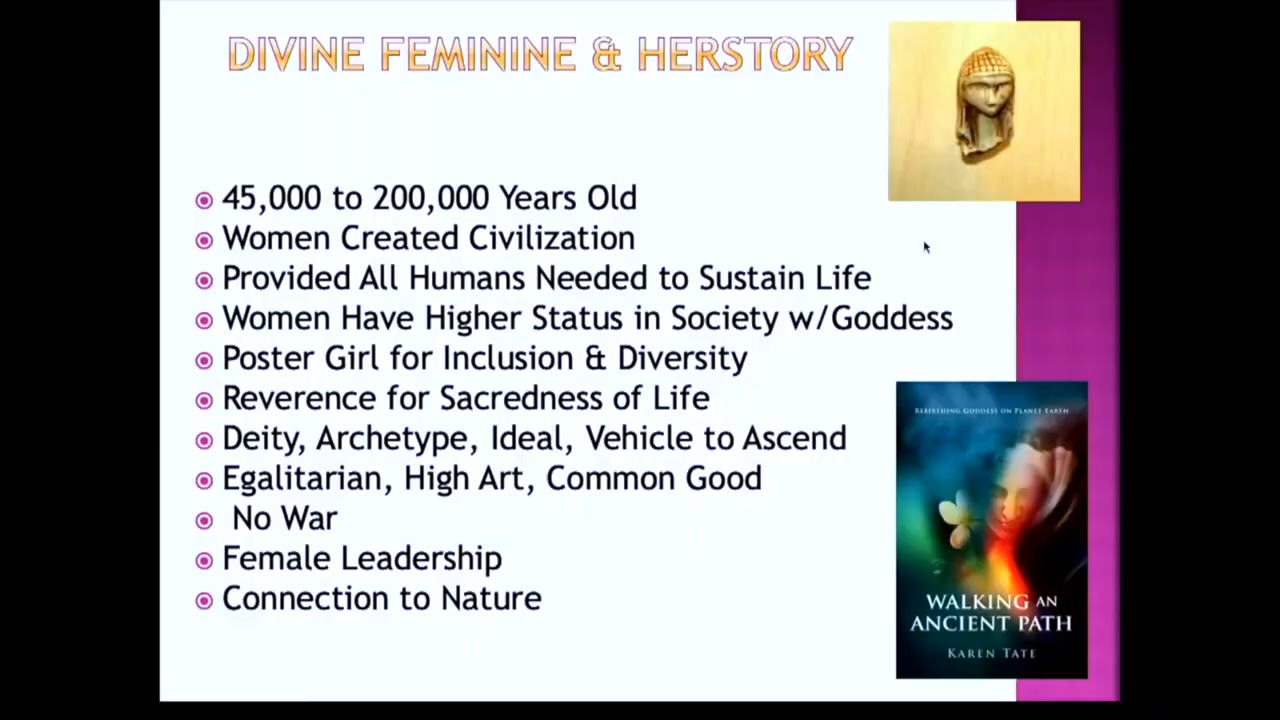 DIVINE FEMININE & HERSTORY
45,000 to 200,000 Years Old
Women Created Civilization
Provided All Humans Needed to Sustain Life
Women Have Higher Status in Society w/Goddess
Poster Girl for Inclusion & Diversity
Reverence for Sacredness of Life
Deity, Archetype, Ideal, Vehicle to Ascend
Egalitarian, High Art, Common Good
No War
Female Leadership
Connection to Nature
REBIRTHING GODDESS ON PLANET EARTH
WALKING AN
ANCIENT PATH
KAREN TATE